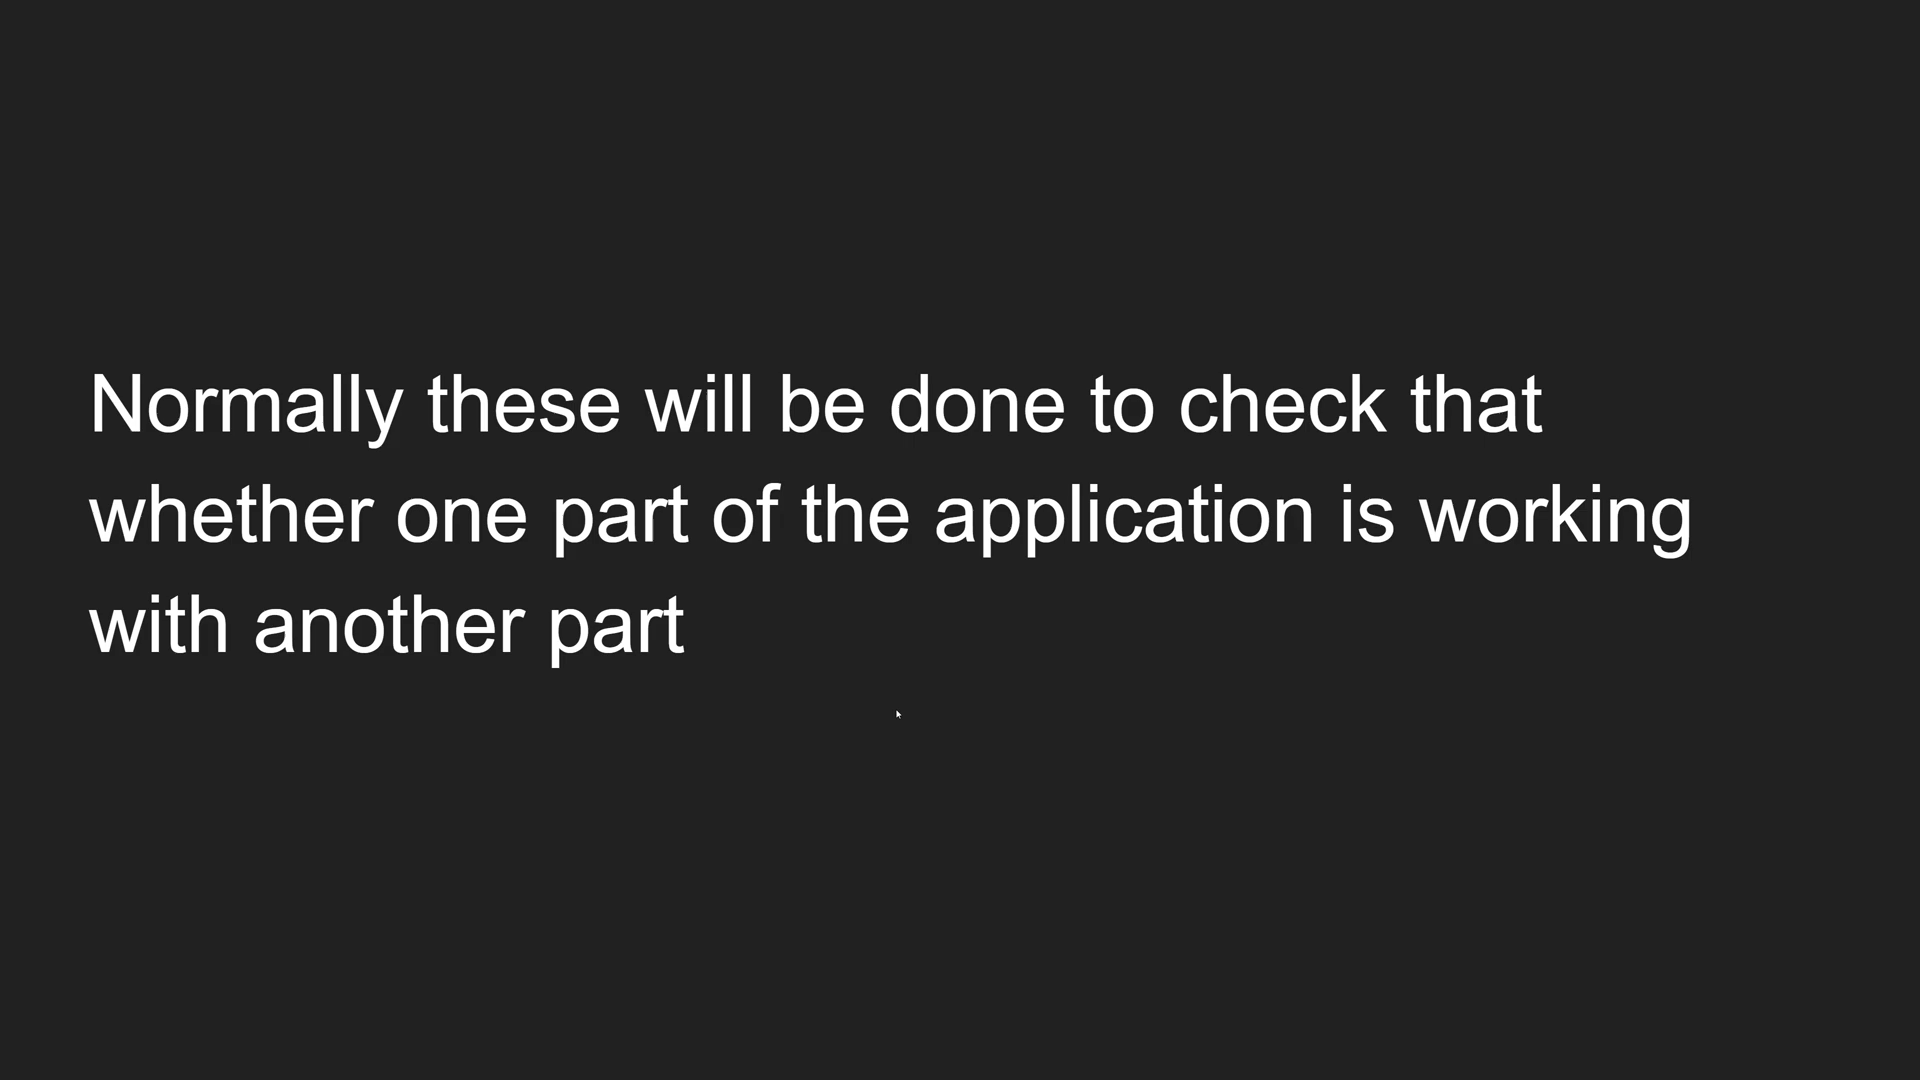 Normally these will be done to check that
whether one part of the application is working
with another part